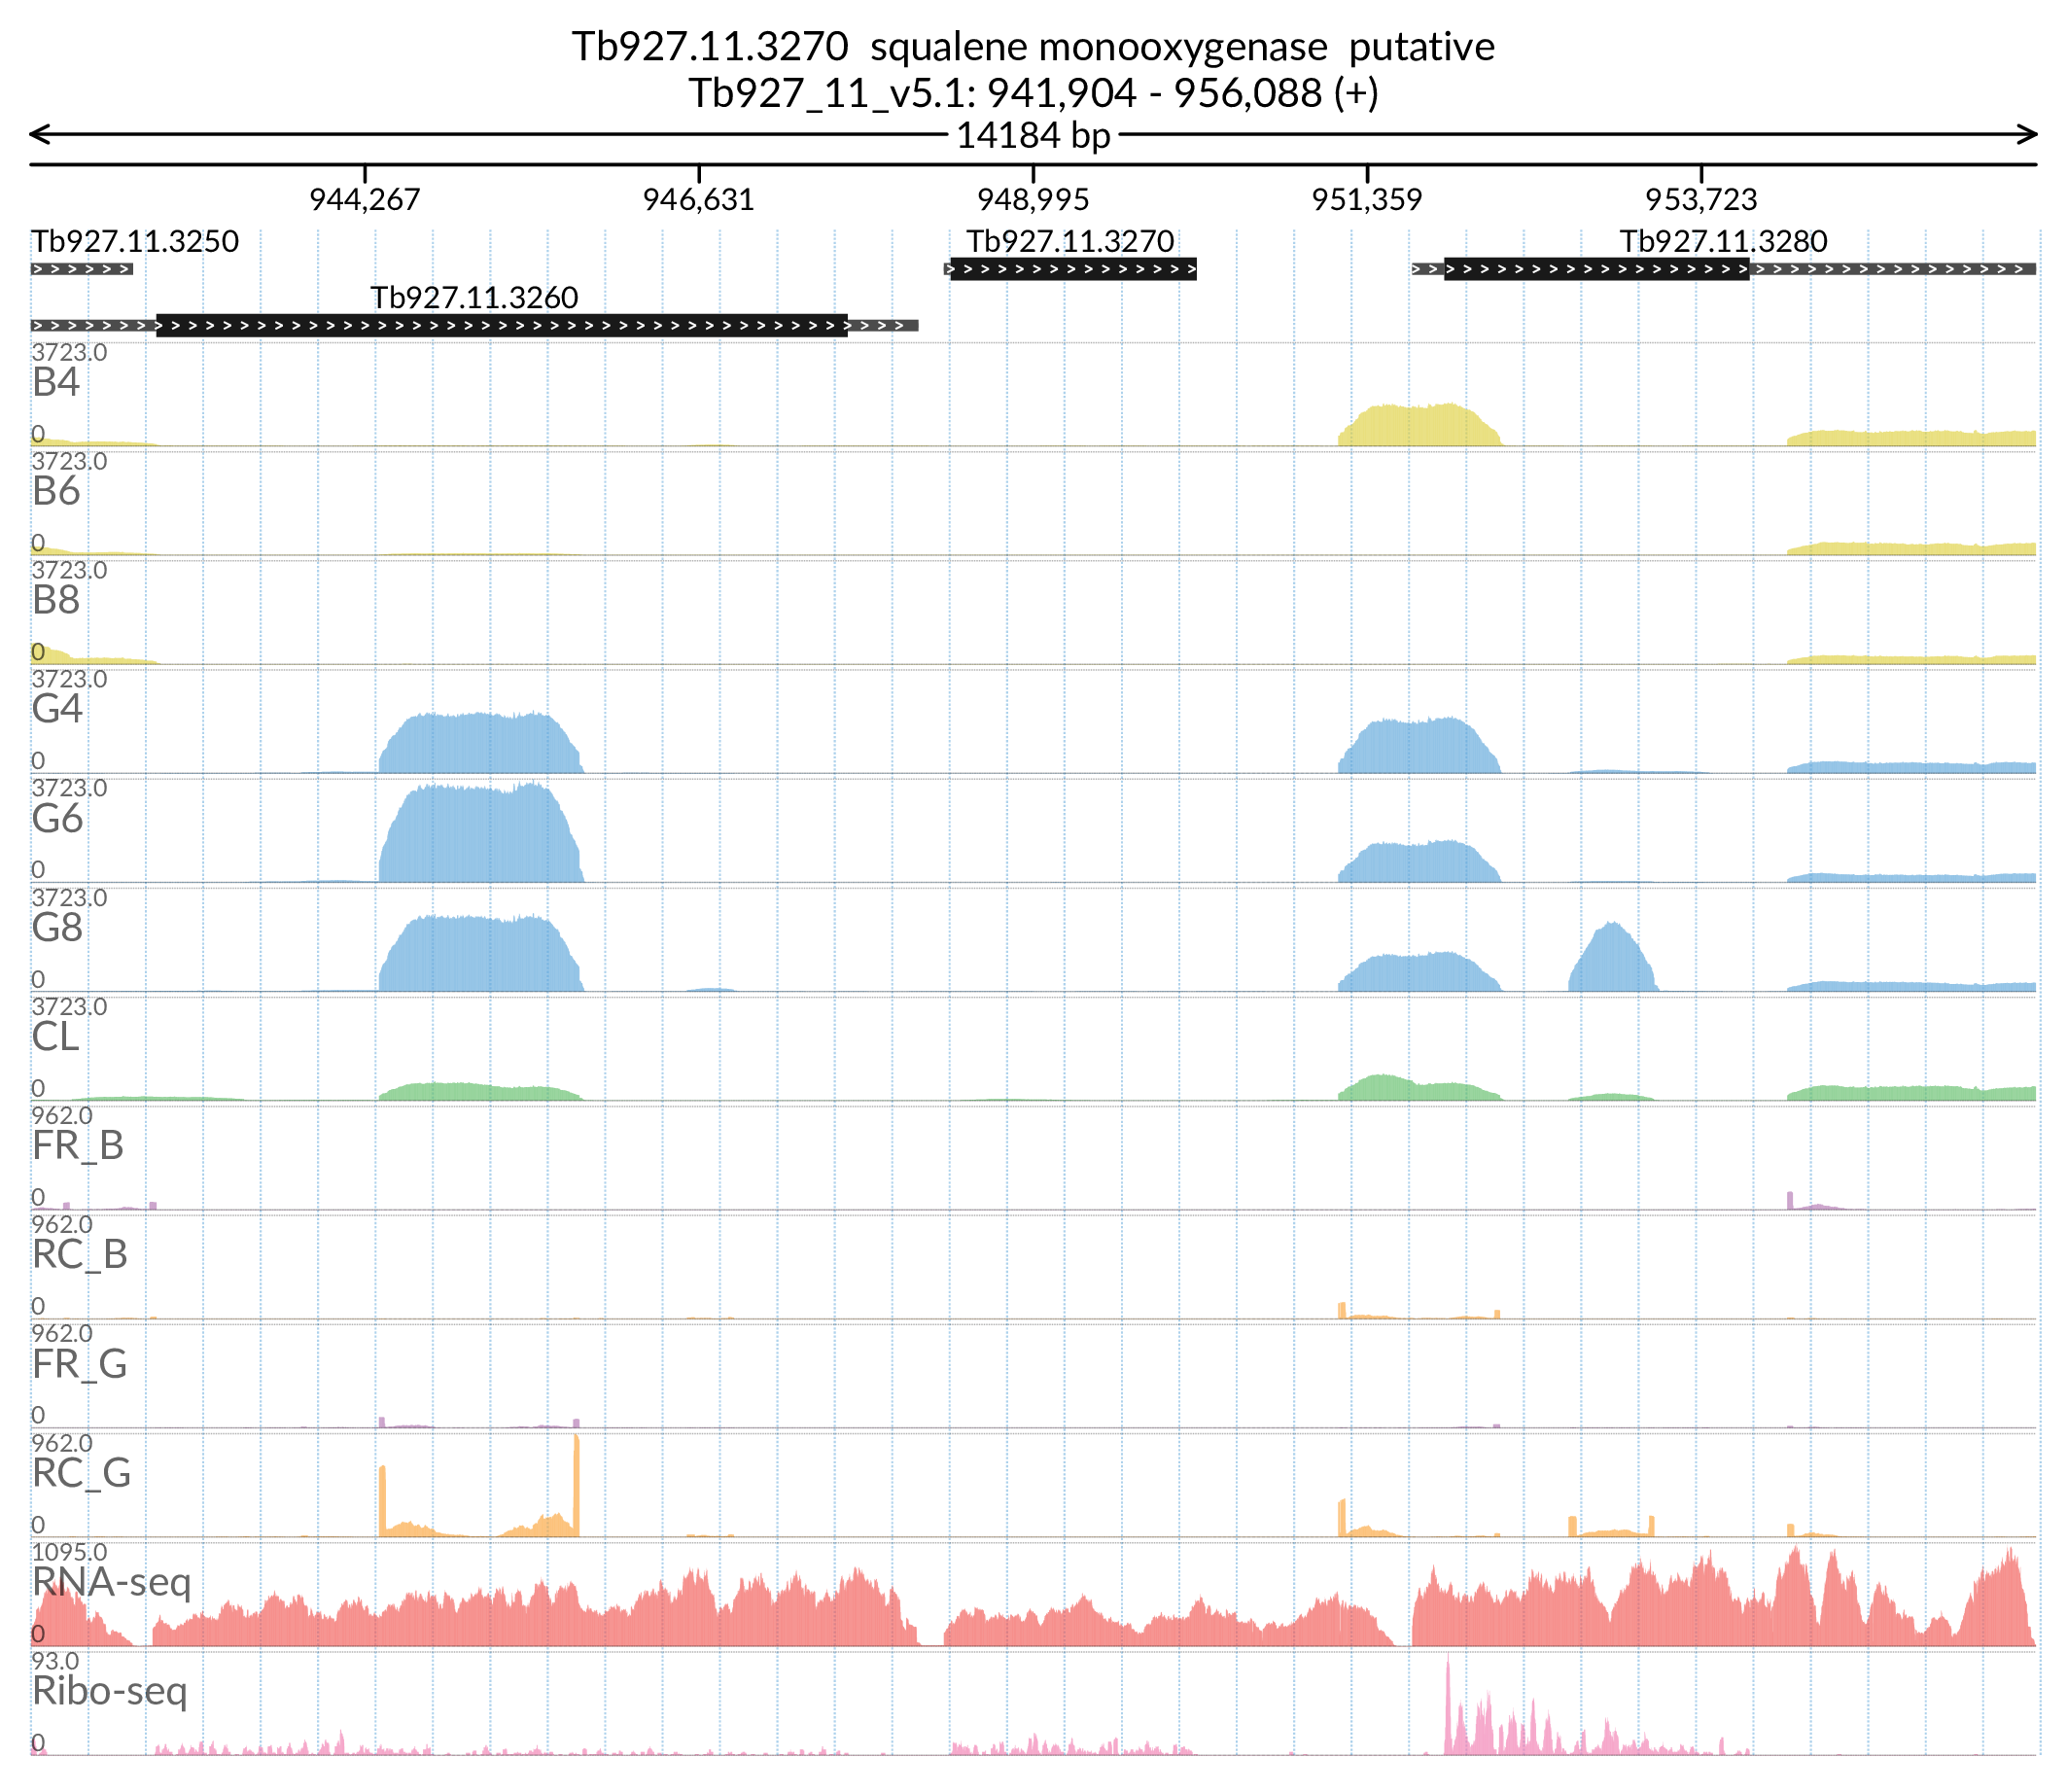 Tb927.11.3270  squalene monooxygenase  putative
Tb927_11_v5.1: 941,904 - 956,088 (+)
14184 bp
944,267 946,631 948,995 951,359 953,723
Tb927.11.3250 Tb927.11.3270 Tb927.11.3280
Tb927.11.3260
3723.0
B4
0
3723.0
B6
0
3723.0
B8
0
3723.0
G4
0
3723.0
G6
0
3723.0
G8
0
3723.0
CL
0
962.0
FR_B
0
962.0
RC_B
0
962.0
FR_G
0
962.0
RC_G
0
1095.0
RNA-seq
0
93.0
Ribo-seq
0